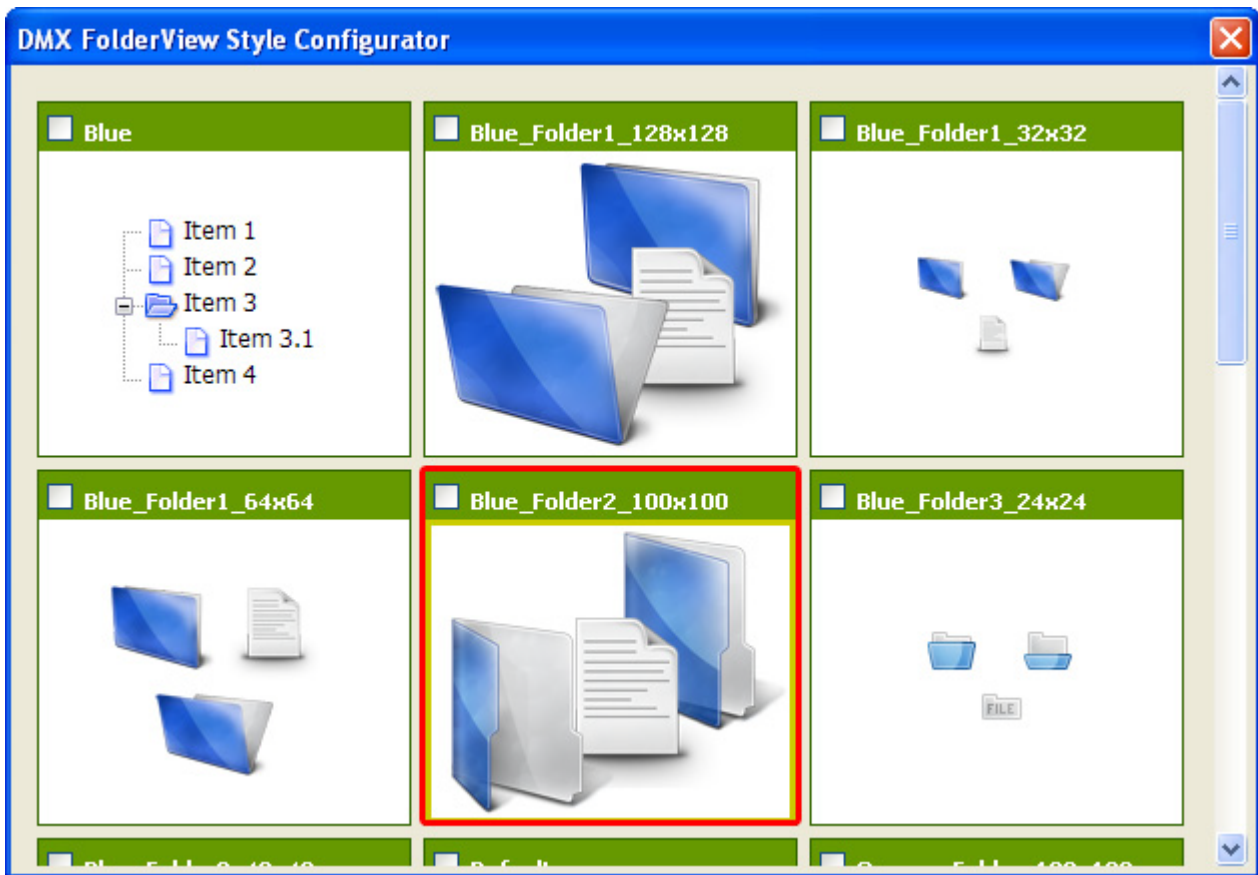 DMX FolderView Style Configurator
Blue
Blue_Folder1_128x128
Blue_Folder1_32x32
Item 1
Item 2
Item 3
Item 3.1
Item 4
Blue_Folder1_64x64
Blue_Folder2_100x100
Blue_Folder3_24x24
FILE